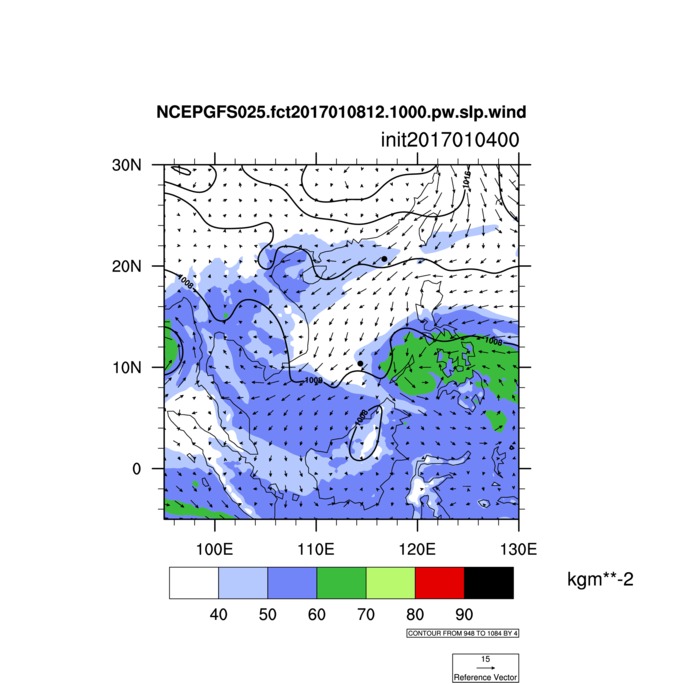 NCEPGFS025.fct2017010812.1000.pw.slp.wind
init2017010400
30N
1016
20N
1008
1008
10N
1008
1008
0
100E 110E 120E 130E
kgm**-2
40 50 60 70 80 90
CONTOUR FROM 948 TO 1084 BY 4
15
Reference Vector